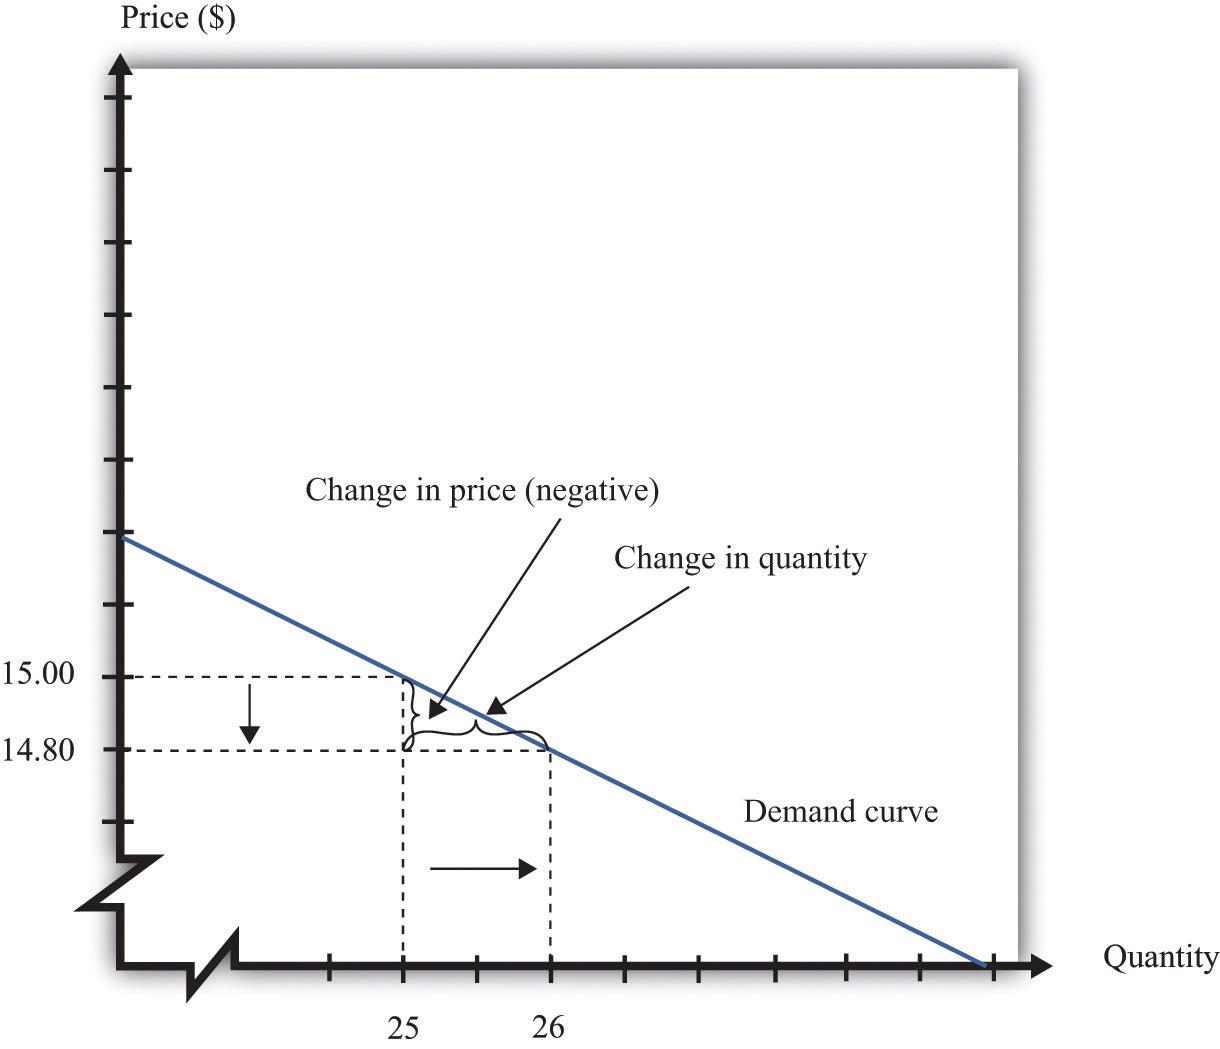 Price ($)
Change in price (negative)
Change in quantity
15.00
14.80
Demand curve
Quantity
25
26